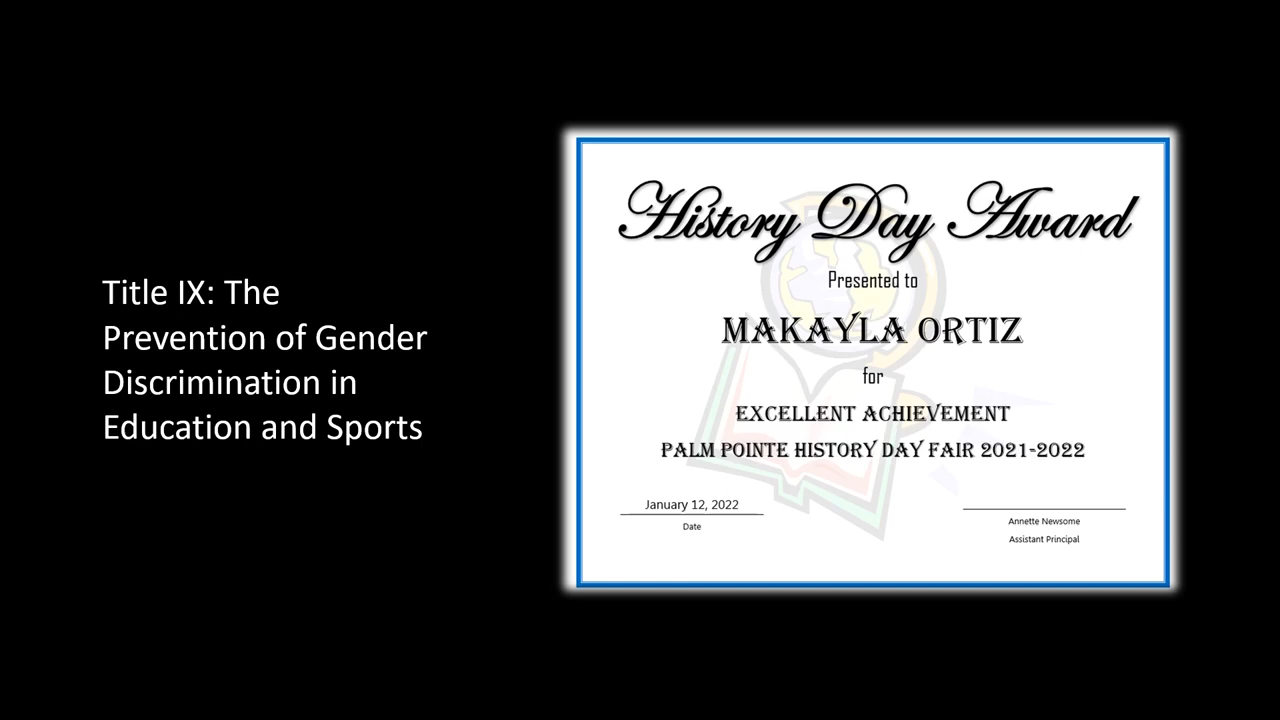 Title IX: The
Prevention of Gender
Discrimination in
Education and Sports
History Day Award
Presented to
MAKAYLA ORTIZ
for
EXCELLENT ACHIEVEMENT
PALM POINTE HISTORY DAY FAIR 2021-2022
January 12, 2022
Date
Annette Newsome
Assistant Principal